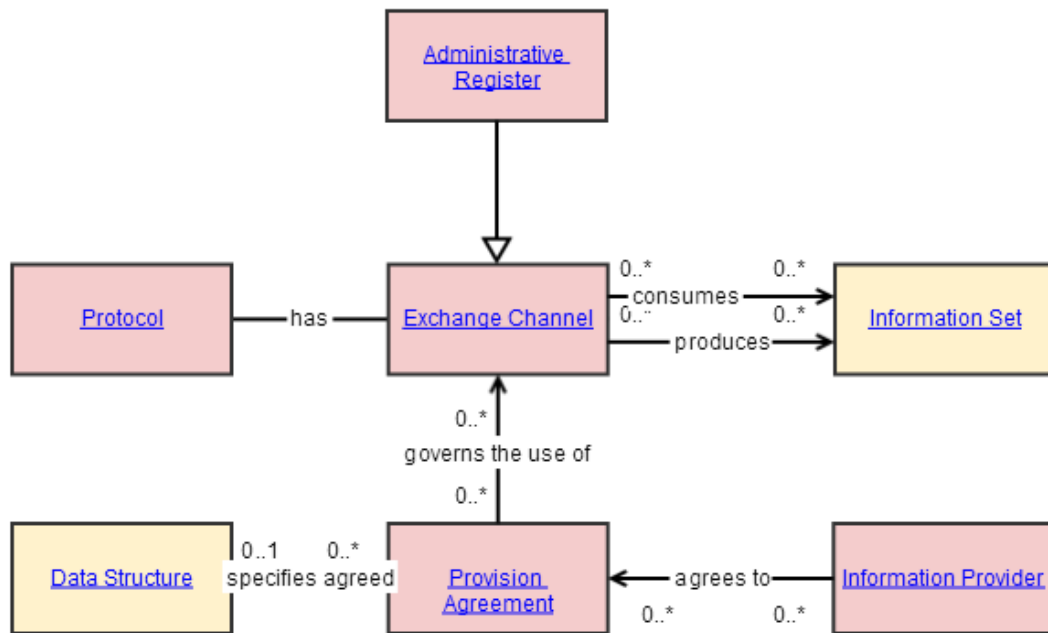 Administrative
Register
Protocol
has
Exchange Channel
0..*
0..*
consumes
0..*
0..*
produces
Information Set
0..*
governs the use of
0..*
Data Structure
0..1
0..*
specifies agreed
Provision
Agreement
agrees to
0..*
0..*
Information Provider